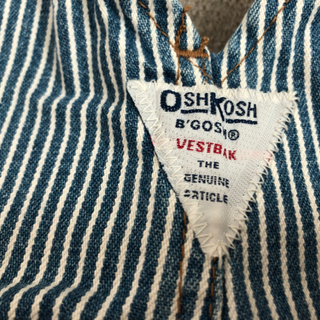 OSHKOSH
B'GOSH®
VESTBAK
THE
GENUINE
ARTICLE